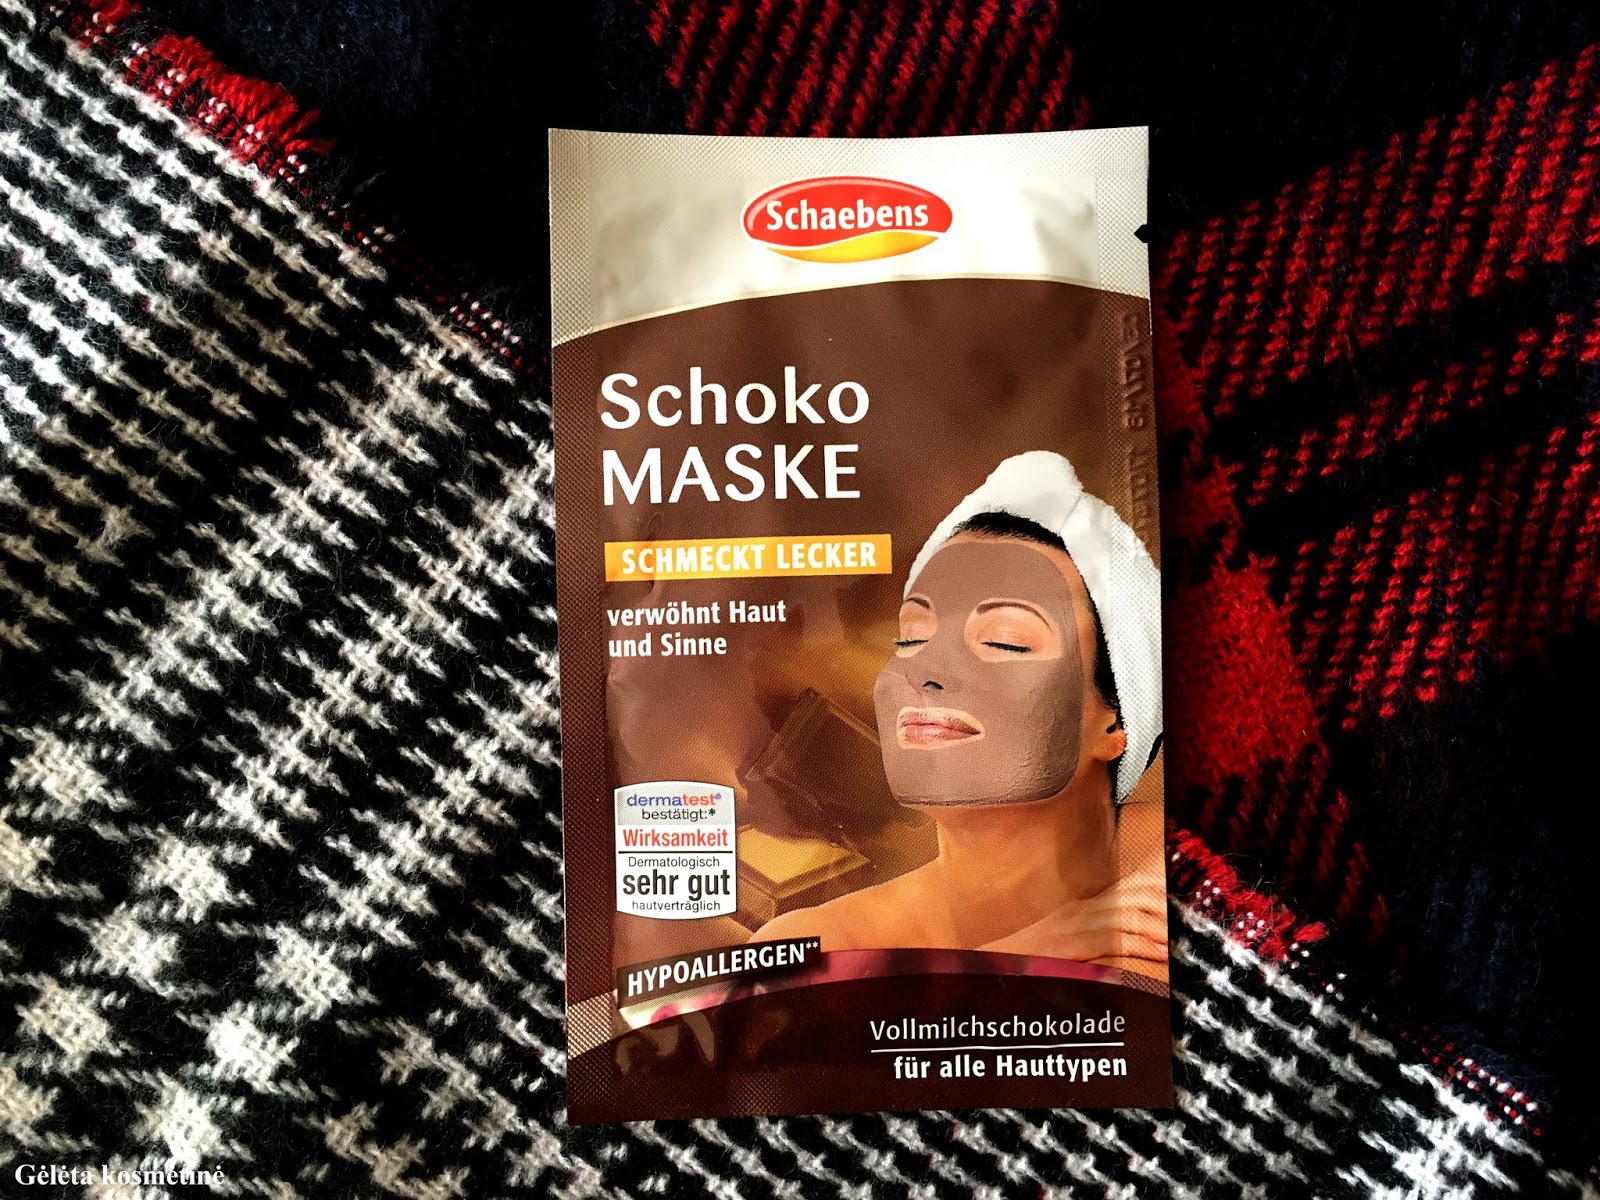 Schaebens
Schoko
MASKE
SCHMECKT LECKER
verwöhnt Haut
und Sinne
dermatest®
bestätigt:*
Wirksamkeit
Dermatologisch
sehr gut
hautverträglich
HYPOALLERGEN**
Vollmilchschokolade
für alle Hauttypen
Gėlėta kosmetinė